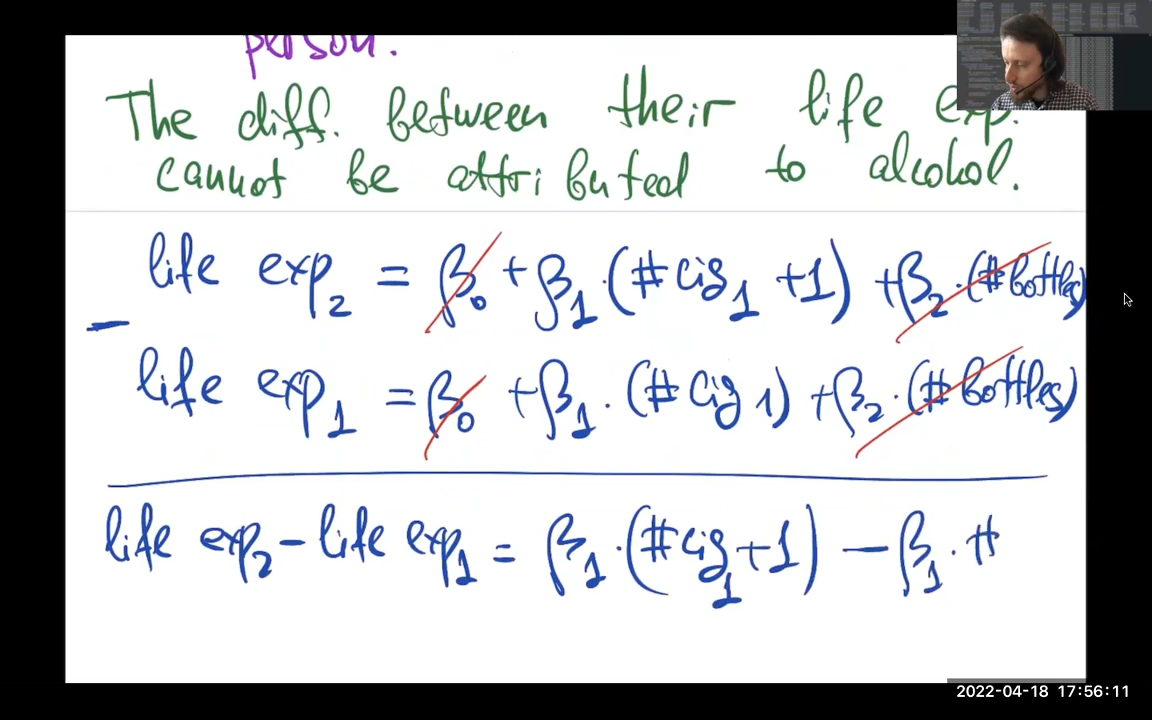 person.
The diff. between their life exp.
cannot be attributed to alcohol.
life exp₂ = β₀ + β₁·(#cig₁ +1) + β₂·(#bottles)
−
life exp₁ = β₀ + β₁·(#cig 1) + β₂·(#bottles)
life exp₂ − life exp₁ = β₁·(#cig₁+1) − β₁·#
2022-04-18 17:56:11